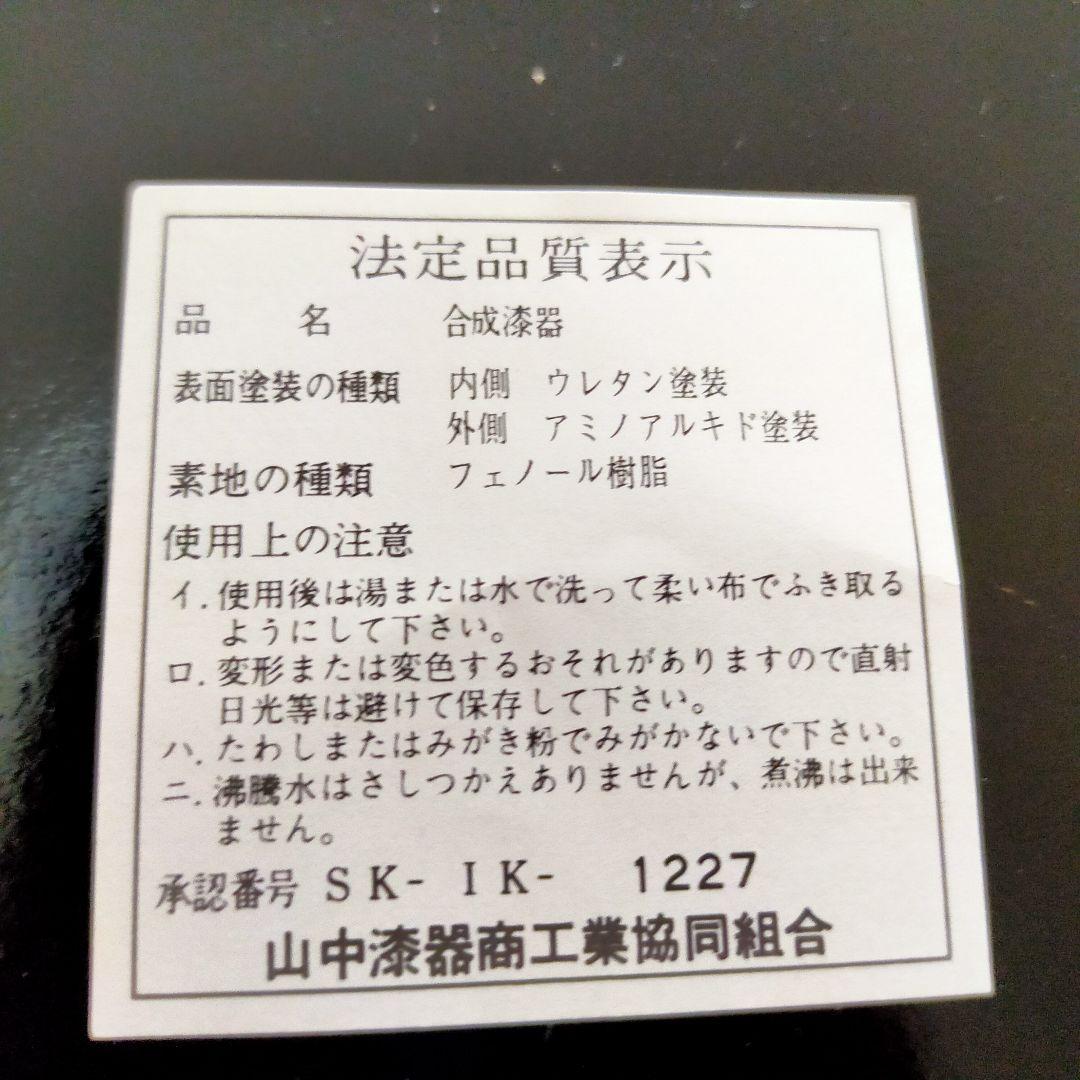 法定品質表示
品　　名　合成漆器
表面塗装の種類　内側　ウレタン塗装
外側　アミノアルキド塗装
素地の種類　フェノール樹脂
使用上の注意
イ．使用後は湯または水で洗って柔い布でふき取る
ようにして下さい。
ロ．変形または変色するおそれがありますので直射
日光等は避けて保存して下さい。
ハ．たわしまたはみがき粉でみがかないで下さい。
ニ．沸騰水はさしつかえありませんが、煮沸は出来
ません。
承認番号 SK- IK- 1227
山中漆器商工業協同組合